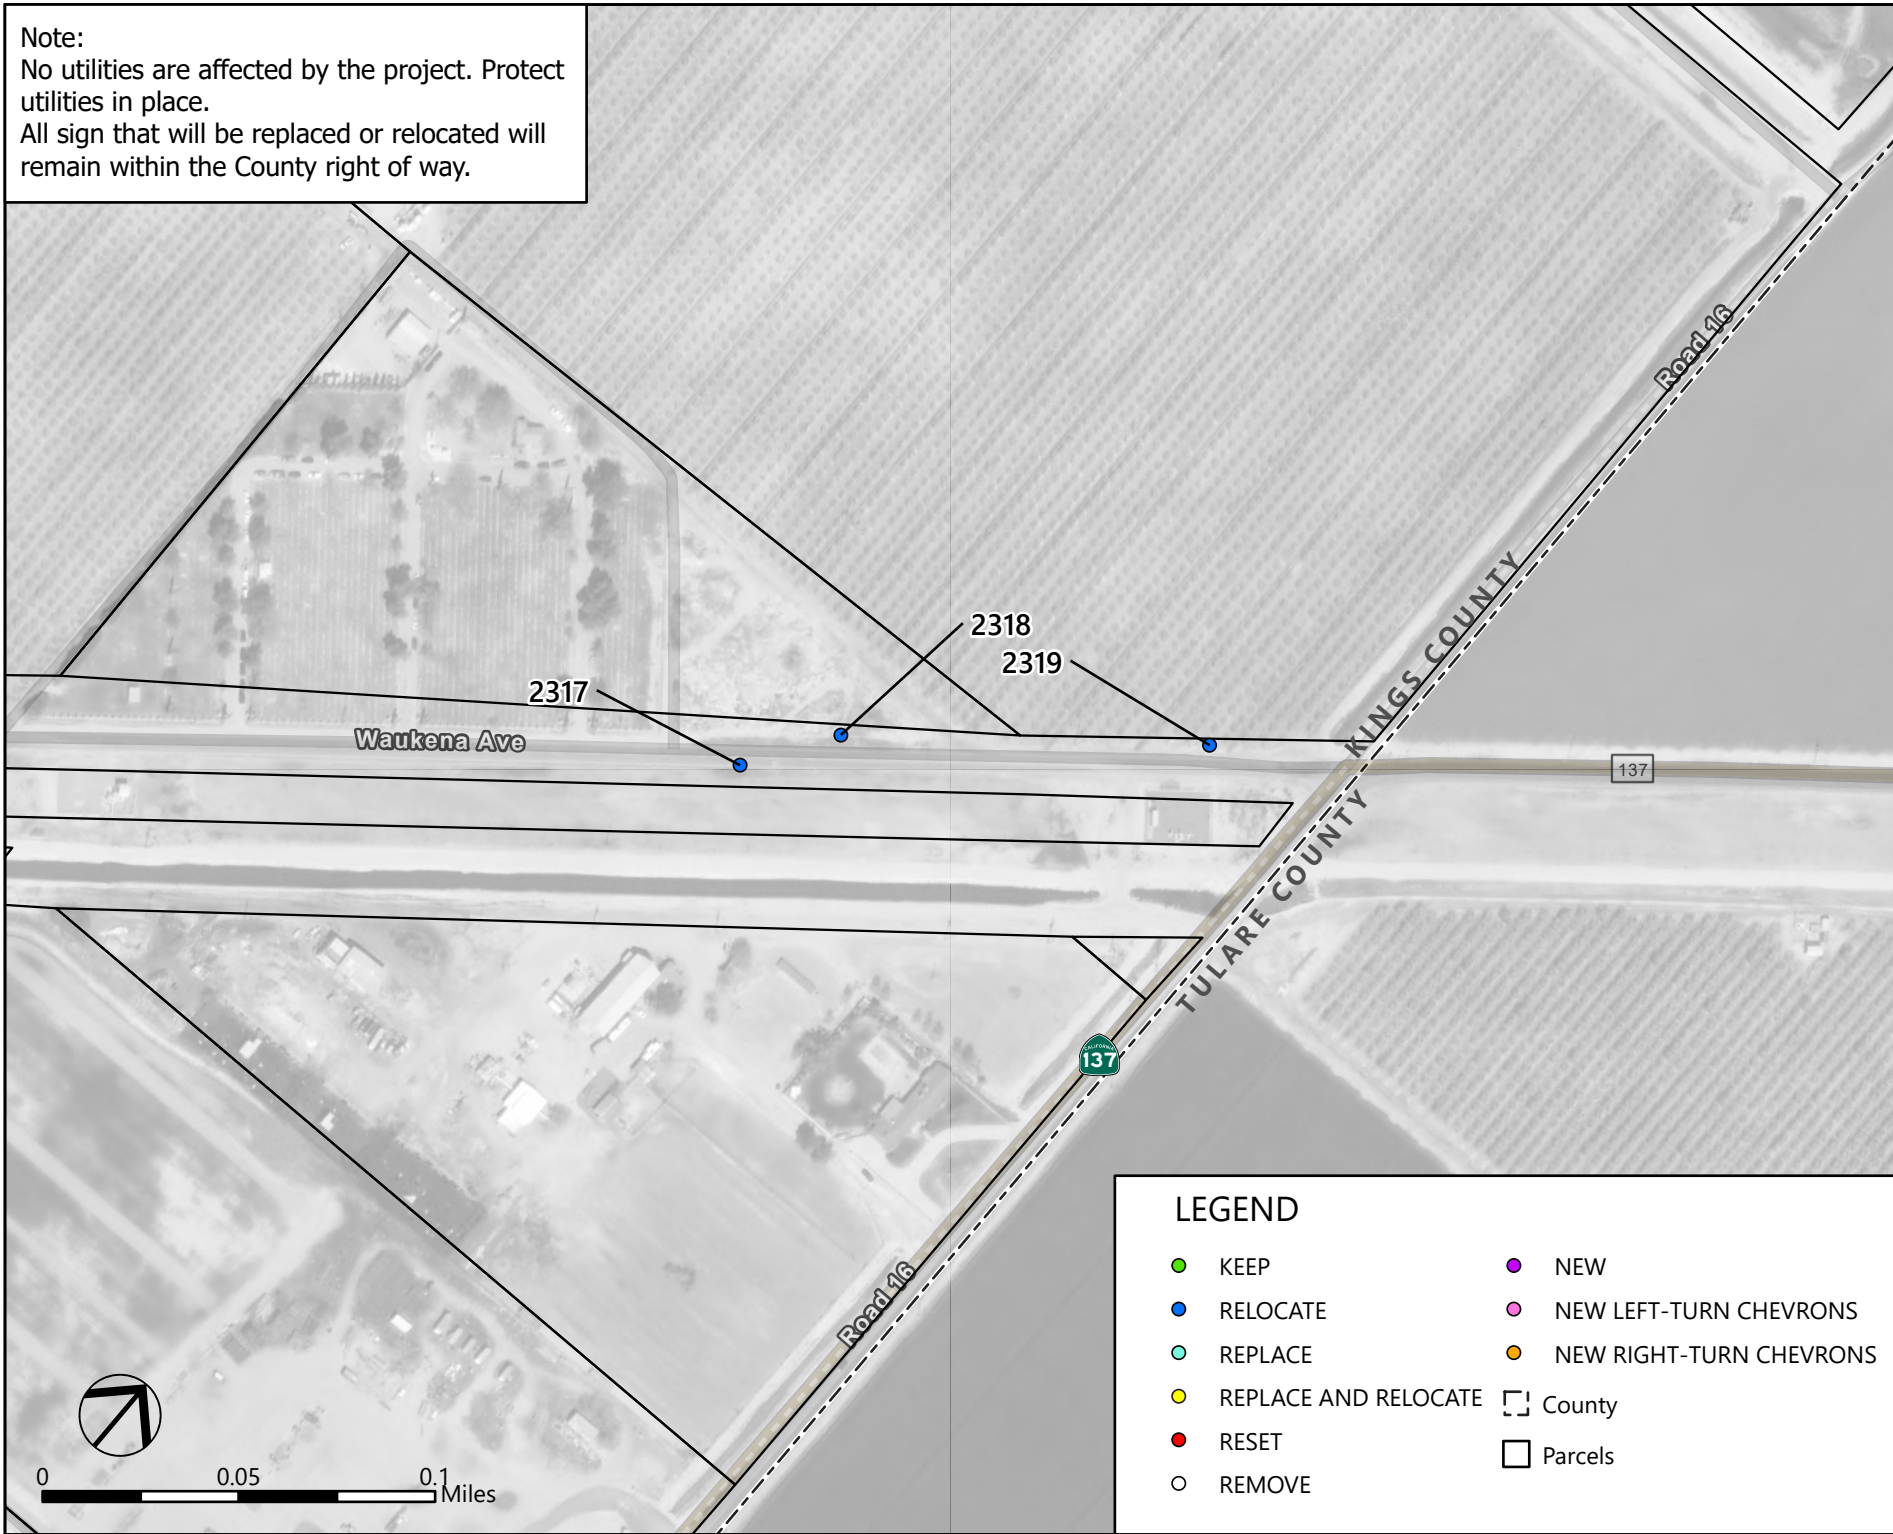 Note:
No utilities are affected by the project. Protect
utilities in place.
All sign that will be replaced or relocated will
remain within the County right of way.
Road 16
KINGS COUNTY
2318
2319
2317
Waukena Ave
137
TULARE COUNTY
CALIFORNIA
137
Road 16
LEGEND
KEEP
RELOCATE
REPLACE
REPLACE AND RELOCATE
RESET
REMOVE
NEW
NEW LEFT-TURN CHEVRONS
NEW RIGHT-TURN CHEVRONS
County
Parcels
0 0.05 0.1
Miles